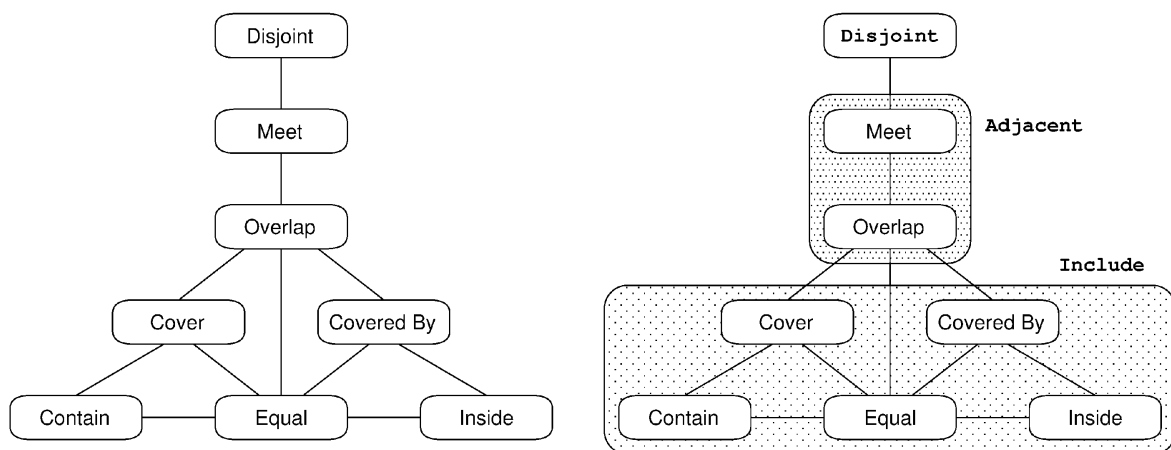 Disjoint
Meet
Overlap
Cover
Covered By
Contain
Equal
Inside
Disjoint
Meet
Adjacent
Overlap
Include
Cover
Covered By
Contain
Equal
Inside